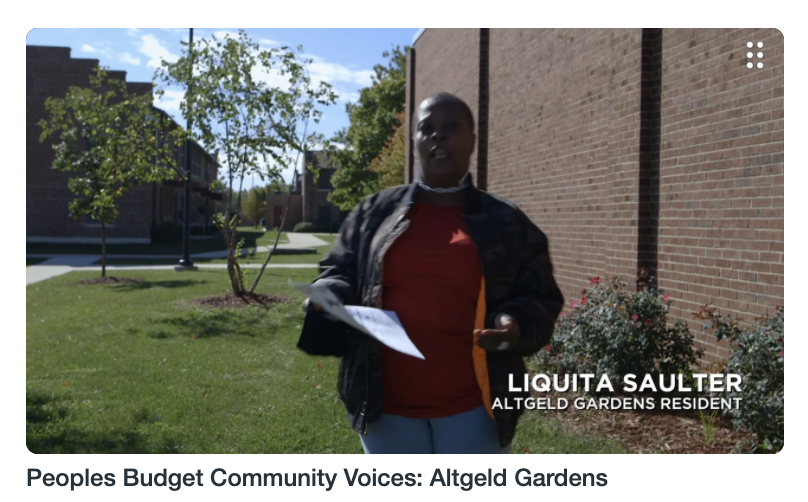 LIQUITA SAULTER
ALTGELD GARDENS RESIDENT
Peoples Budget Community Voices: Altgeld Gardens